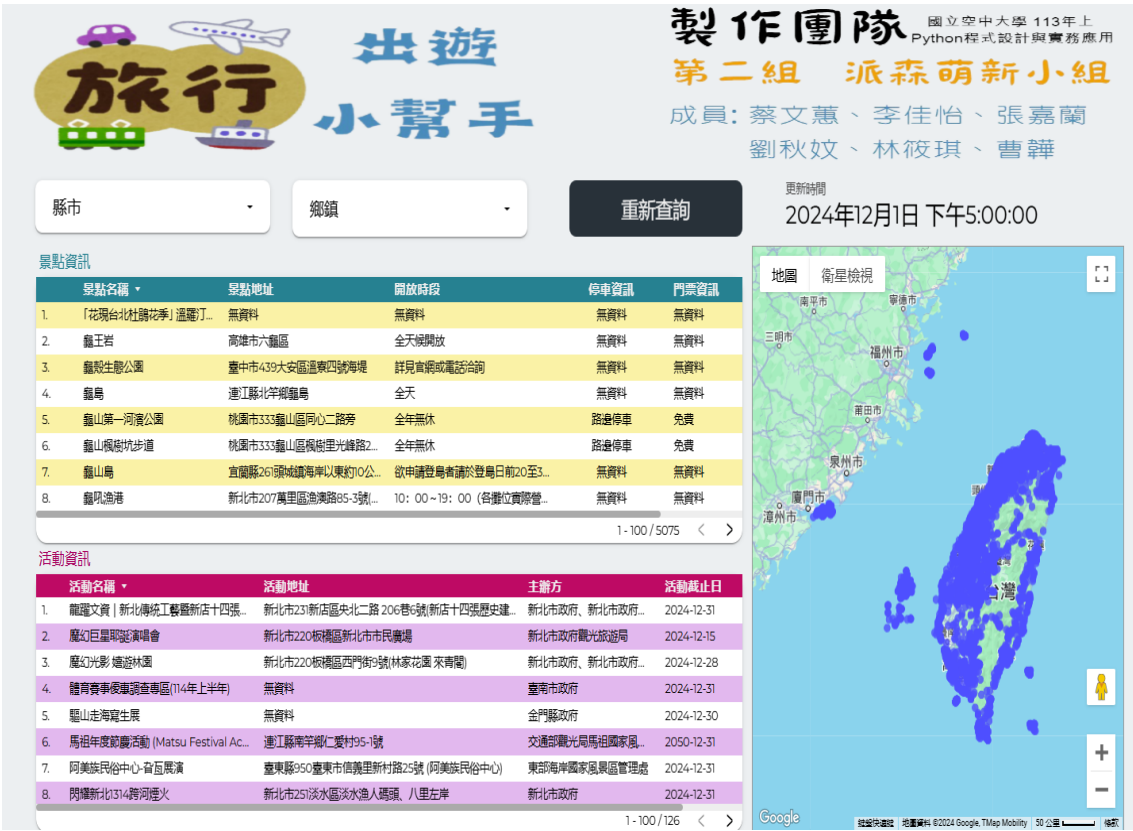 旅行
出遊
小幫手
製作團隊
國立空中大學 113年上
Python程式設計與實務應用
第二組 派森萌新小組
成員: 蔡文蕙、李佳怡、張嘉蘭
劉秋妏、林筱琪、曹韡
縣市
鄉鎮
重新查詢
更新時間
2024年12月1日 下午5:00:00
景點資訊
景點名稱 景點地址 開放時段 停車資訊 門票資訊
1. 「花現台北杜鵑花季」溫羅汀... 無資料 無資料 無資料 無資料
2. 龜王岩 高雄市六龜區 全天候開放 無資料 無資料
3. 龜殼生態公園 臺中市439大安區溫寮四號海堤 詳見官網或電話洽詢 無資料 無資料
4. 龜島 連江縣北竿鄉龜島 全天 無資料 無資料
5. 龜山第一河濱公園 桃園市333龜山區同心二路旁 全年無休 路邊停車 免費
6. 龜山楓樹坑步道 桃園市333龜山區楓樹里光峰路2... 全年無休 路邊停車 免費
7. 龜山島 宜蘭縣261頭城鎮海岸以東約10公... 欲申請登島者請於登島日前20至3... 無資料 無資料
8. 龜吼漁港 新北市207萬里區漁澳路85-3號(... 10：00~19：00（各攤位實際營... 無資料 無資料
1 - 100 / 5075
活動資訊
活動名稱 活動地址 主辦方 活動截止日
1. 龍躍文資 | 新北傳統工藝暨新店十四張... 新北市231新店區央北二路 206巷6號(新店十四張歷史建... 新北市政府、新北市政府... 2024-12-31
2. 魔幻巨星耶誕演唱會 新北市220板橋區新北市市民廣場 新北市政府觀光旅遊局 2024-12-15
3. 魔幻光影 嬉遊林園 新北市220板橋區西門街9號(林家花園 來青閣) 新北市政府、新北市政府... 2024-12-28
4. 體育賽事優惠調查專區(114年上半年) 無資料 臺南市政府 2024-12-31
5. 驅山走海寫生展 無資料 金門縣政府 2024-12-30
6. 馬祖年度節慶活動 (Matsu Festival Ac... 連江縣南竿鄉仁愛村95-1號 交通部觀光局馬祖國家風... 2050-12-31
7. 阿美族民俗中心-旮亙展演 臺東縣950臺東市信義里新村路25號 (阿美族民俗中心) 東部海岸國家風景區管理處 2024-12-31
8. 閃耀新北1314跨河煙火 新北市251淡水區淡水漁人碼頭、八里左岸 新北市政府 2024-12-31
1 - 100 / 126
地圖 衛星檢視
南平市
寧德市
三明市
福州市
莆田市
泉州市
廈門市
漳州市
台灣
Google
鍵盤快速鍵 地圖資料 ©2024 Google, TMap Mobility 50 公里 條款